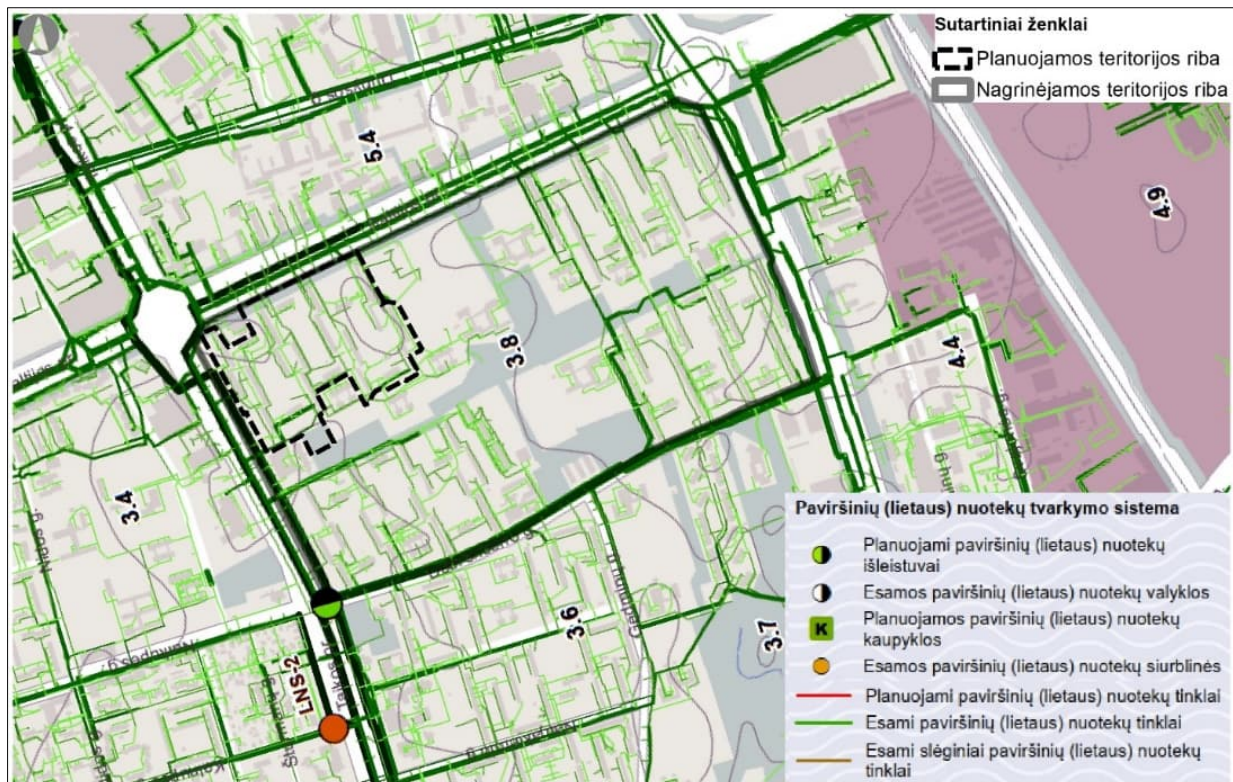 Sutartiniai ženklai
Planuojamos teritorijos riba
Nagrinėjamos teritorijos riba
5.4
4.9
3.8
4.4
3.4
3.6
3.7
Nidos g.
LNS-2
Taikos
Paviršinių (lietaus) nuotekų tvarkymo sistema
Planuojami paviršinių (lietaus) nuotekų
išleistuvai
Esamos paviršinių (lietaus) nuotekų valyklos
K
Planuojamos paviršinių (lietaus) nuotekų
kaupyklos
Esamos paviršinių (lietaus) nuotekų siurblinės
Planuojami paviršinių (lietaus) nuotekų tinklai
Esami paviršinių (lietaus) nuotekų tinklai
Esami slėginiai paviršinių (lietaus) nuotekų
tinklai